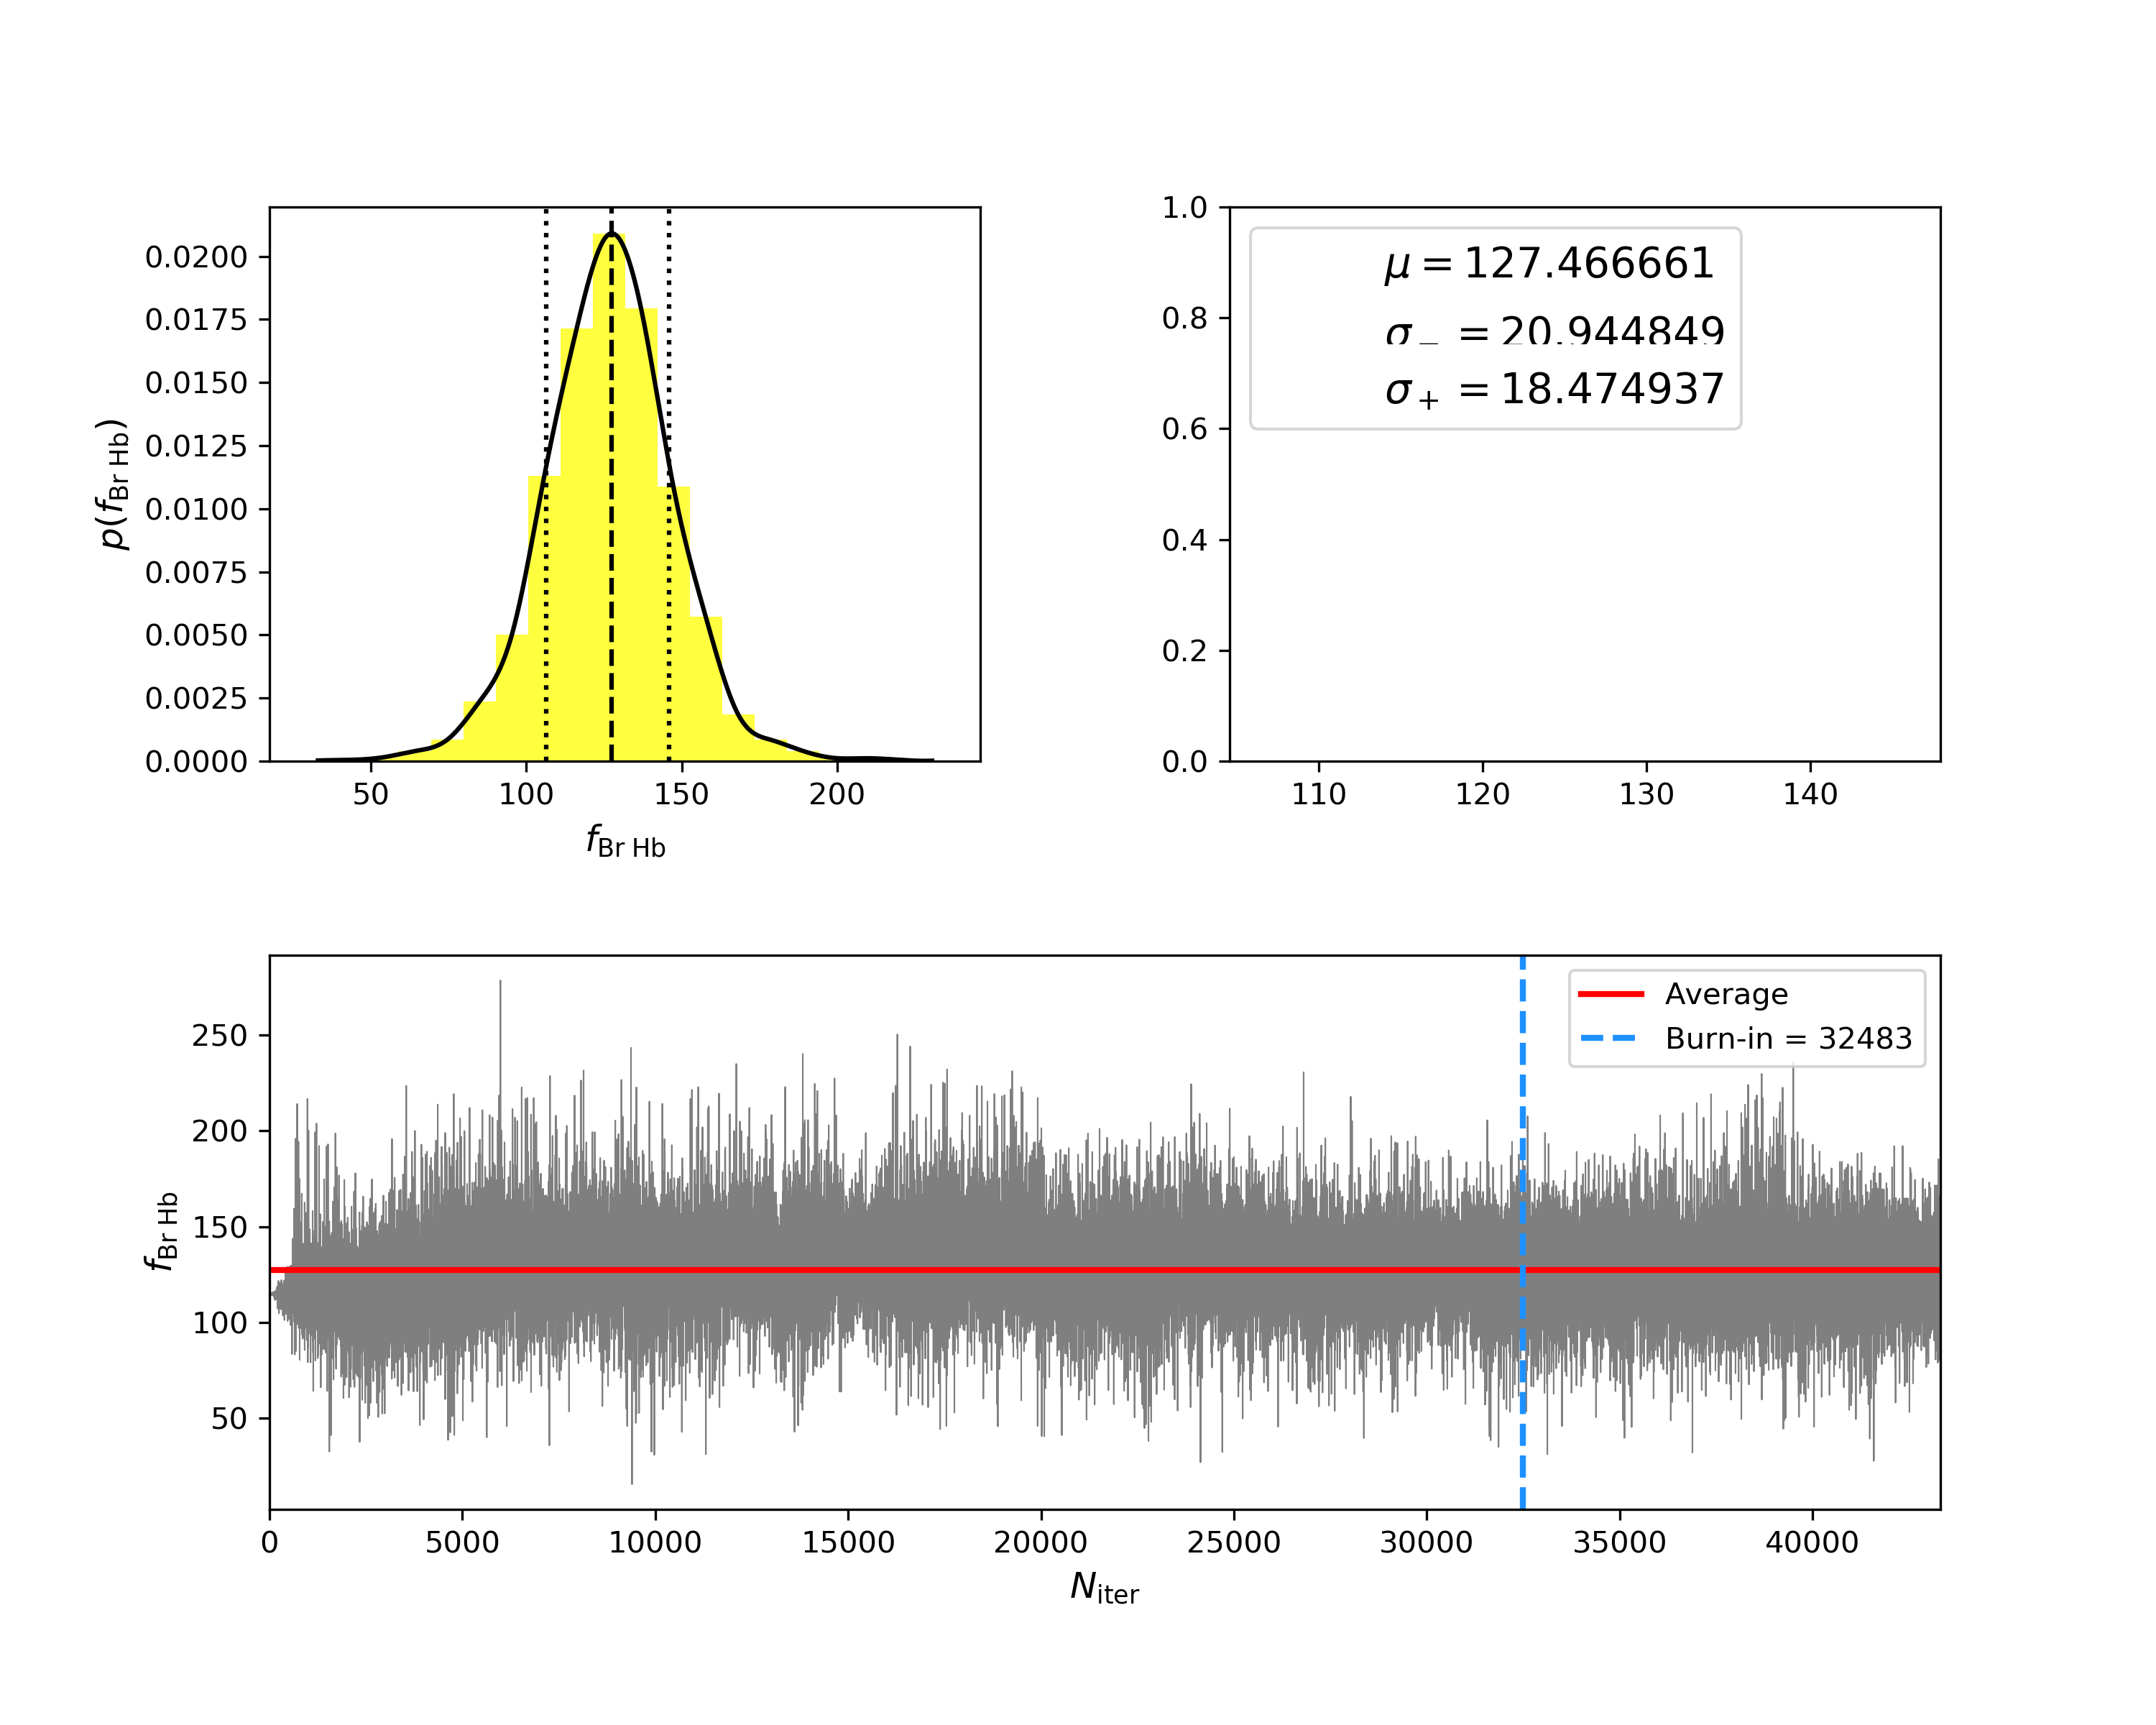 0.0200
0.0175
0.0150
0.0125
0.0100
0.0075
0.0050
0.0025
0.0000
p(f_Br Hb)
50 100 150 200
f_Br Hb
1.0
0.8
0.6
0.4
0.2
0.0
μ = 127.466661
σ_− = 20.944849
σ_+ = 18.474937
110 120 130 140
250
200
150
100
50
f_Br Hb
Average
Burn-in = 32483
0 5000 10000 15000 20000 25000 30000 35000 40000
N_iter